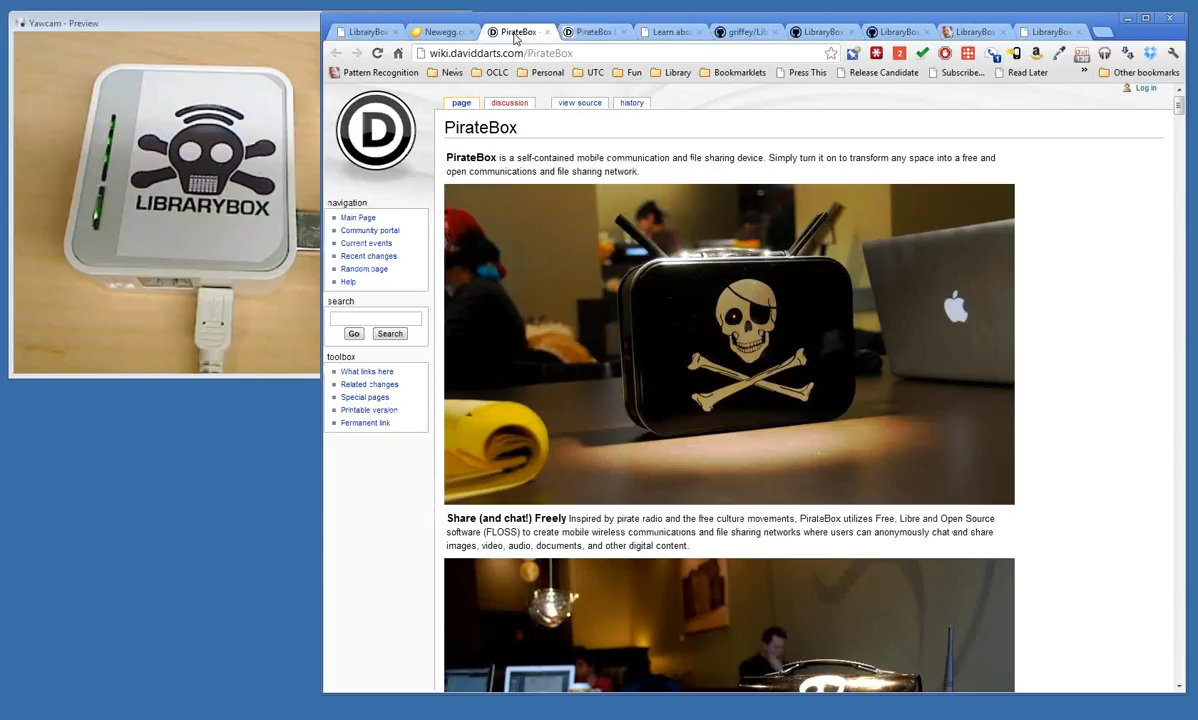 Yawcam - Preview
LIBRARYBOX
LibraryBox
Newegg.co
PirateBox -
PirateBox |
Learn abou
griffey/Lib
LibraryBox
LibraryBox
LibraryBox
LibraryBox
wiki.daviddarts.com/PirateBox
2
Pattern Recognition
News
OCLC
Personal
UTC
Fun
Library
Bookmarklets
Press This
Release Candidate
Subscribe...
Read Later
»
Other bookmarks
Log in
D
page
discussion
view source
history
PirateBox
PirateBox is a self-contained mobile communication and file sharing device. Simply turn it on to transform any space into a free and
open communications and file sharing network.
navigation
Main Page
Community portal
Current events
Recent changes
Random page
Help
search
Go
Search
toolbox
What links here
Related changes
Special pages
Printable version
Permanent link
Share (and chat!) Freely Inspired by pirate radio and the free culture movements, PirateBox utilizes Free, Libre and Open Source
software (FLOSS) to create mobile wireless communications and file sharing networks where users can anonymously chat and share
images, video, audio, documents, and other digital content.